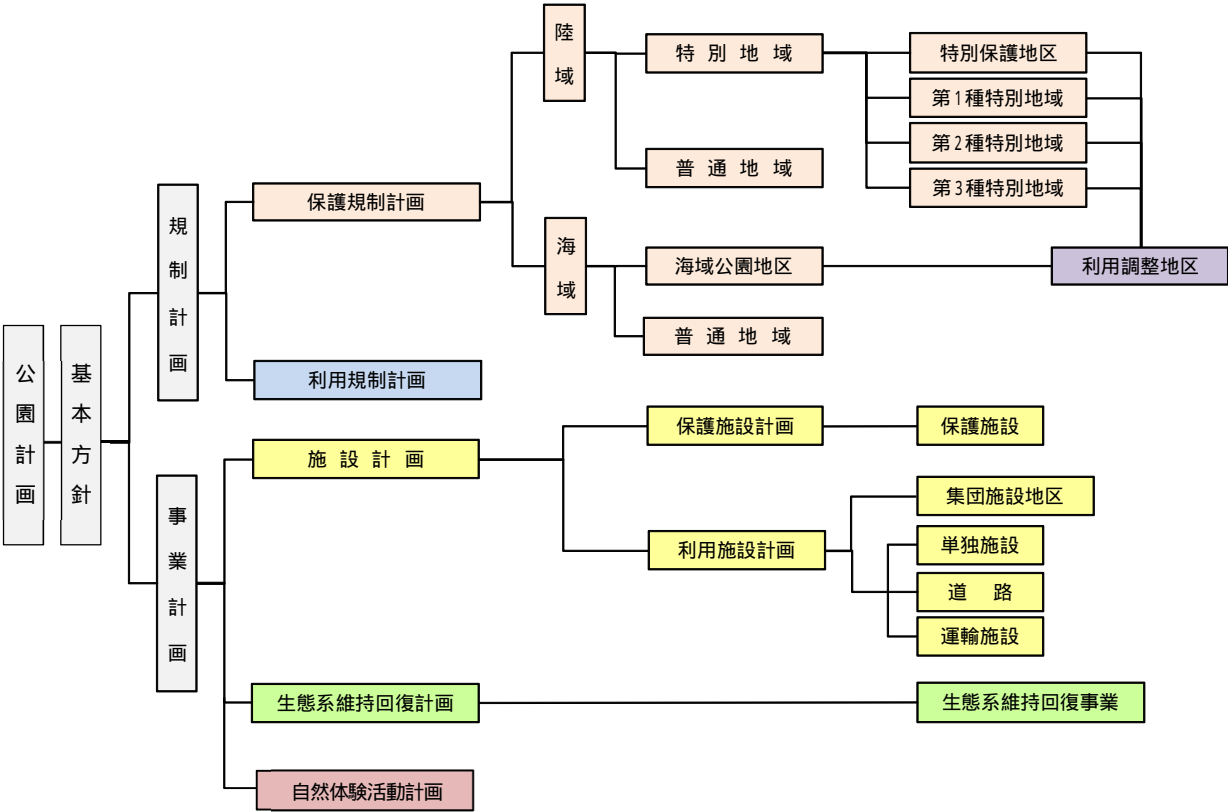 公園計画
基本方針
規制計画
保護規制計画
陸域
特別地域
特別保護地区
第1種特別地域
第2種特別地域
第3種特別地域
普通地域
海域
海域公園地区
利用調整地区
普通地域
利用規制計画
事業計画
施設計画
保護施設計画
保護施設
利用施設計画
集団施設地区
単独施設
道　路
運輸施設
生態系維持回復計画
生態系維持回復事業
自然体験活動計画